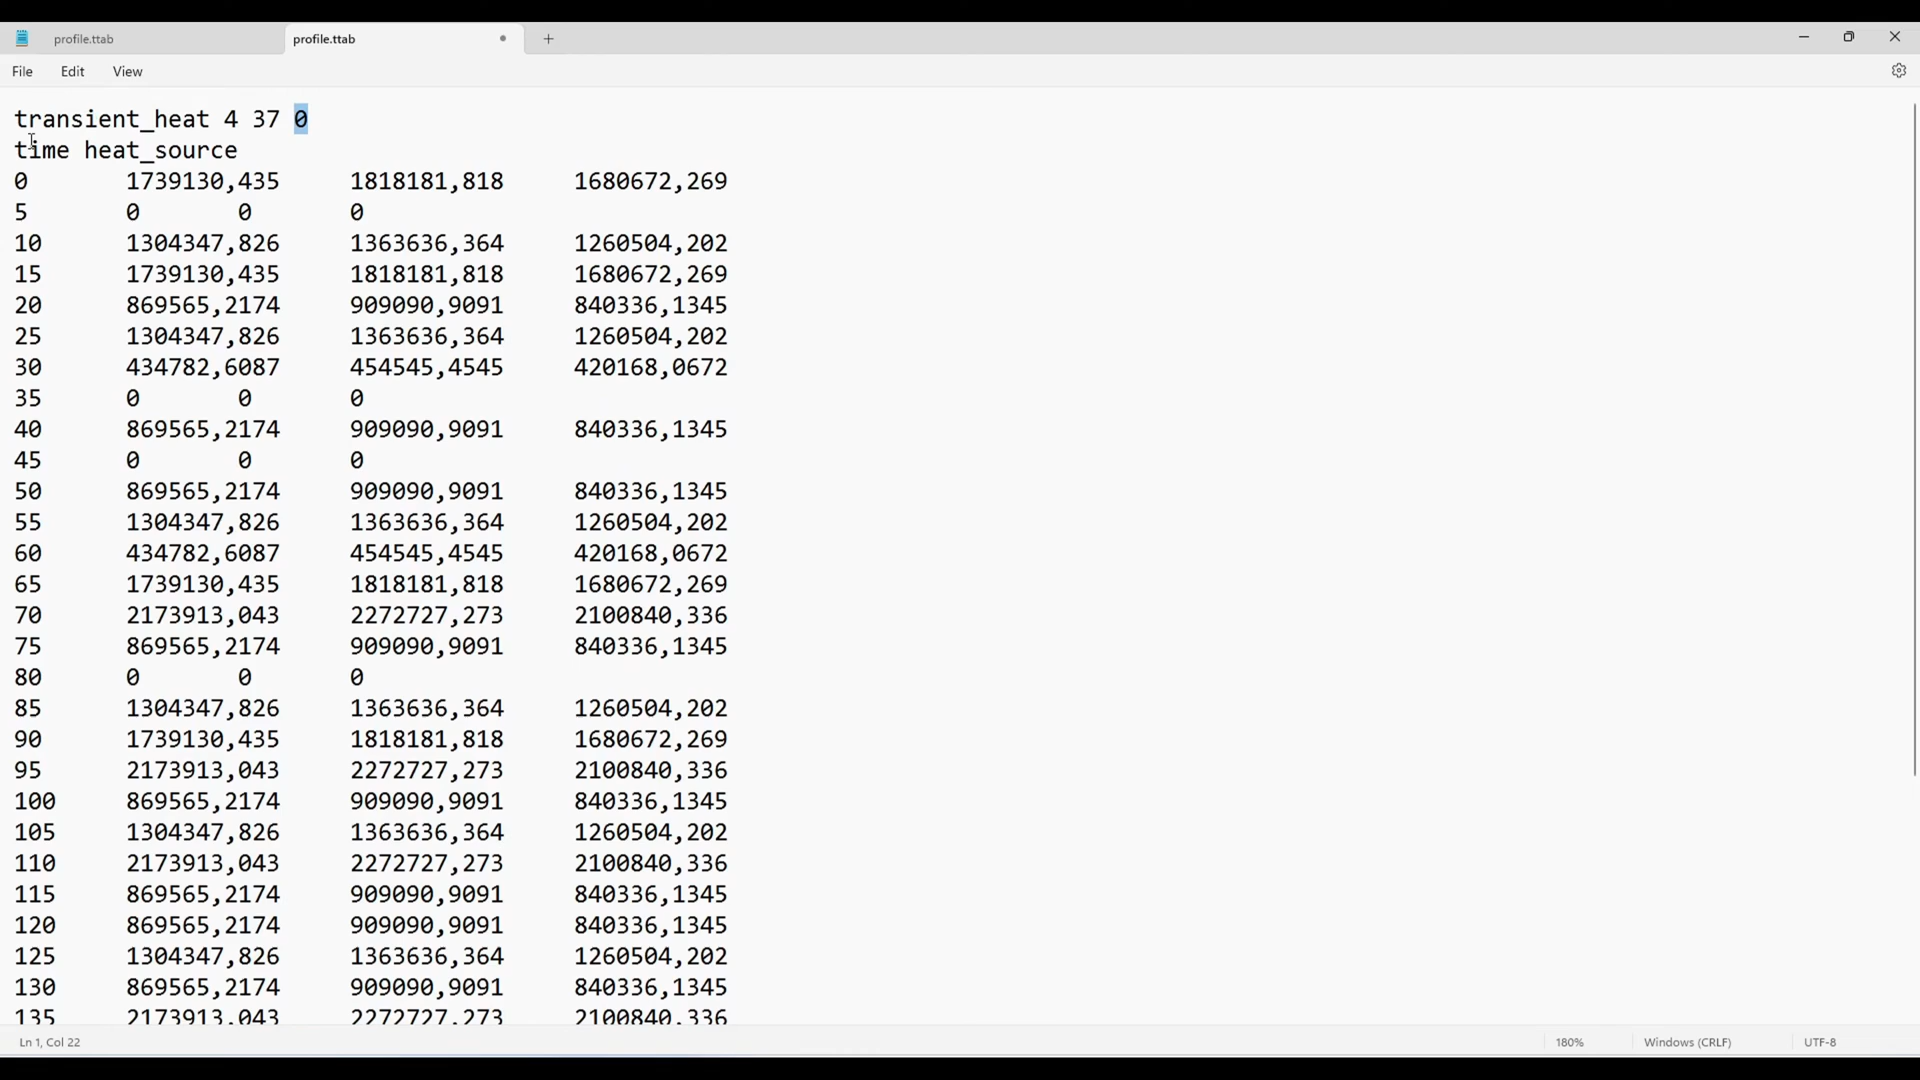 profile.ttab
profile.ttab
File Edit View
transient_heat 4 37 0
time heat_source
0 1739130,435 1818181,818 1680672,269
5 0 0 0
10 1304347,826 1363636,364 1260504,202
15 1739130,435 1818181,818 1680672,269
20 869565,2174 909090,9091 840336,1345
25 1304347,826 1363636,364 1260504,202
30 434782,6087 454545,4545 420168,0672
35 0 0 0
40 869565,2174 909090,9091 840336,1345
45 0 0 0
50 869565,2174 909090,9091 840336,1345
55 1304347,826 1363636,364 1260504,202
60 434782,6087 454545,4545 420168,0672
65 1739130,435 1818181,818 1680672,269
70 2173913,043 2272727,273 2100840,336
75 869565,2174 909090,9091 840336,1345
80 0 0 0
85 1304347,826 1363636,364 1260504,202
90 1739130,435 1818181,818 1680672,269
95 2173913,043 2272727,273 2100840,336
100 869565,2174 909090,9091 840336,1345
105 1304347,826 1363636,364 1260504,202
110 2173913,043 2272727,273 2100840,336
115 869565,2174 909090,9091 840336,1345
120 869565,2174 909090,9091 840336,1345
125 1304347,826 1363636,364 1260504,202
130 869565,2174 909090,9091 840336,1345
135 2173913,043 2272727,273 2100840,336
Ln 1, Col 22 180% Windows (CRLF) UTF-8